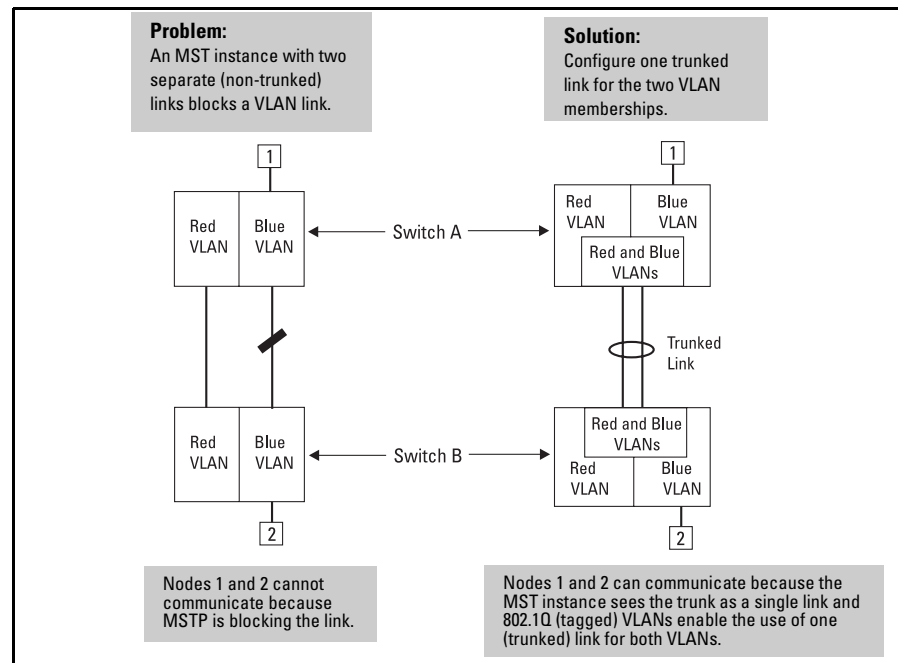 Problem:
An MST instance with two
separate (non-trunked)
links blocks a VLAN link.
Solution:
Configure one trunked
link for the two VLAN
memberships.
1
1
Red
VLAN
Blue
VLAN
Switch A
Red
VLAN
Blue
VLAN
Red and Blue
VLANs
Trunked
Link
Red
VLAN
Blue
VLAN
Switch B
Red and Blue
VLANs
Red
VLAN
Blue
VLAN
2
2
Nodes 1 and 2 cannot
communicate because
MSTP is blocking the link.
Nodes 1 and 2 can communicate because the
MST instance sees the trunk as a single link and
802.1Q (tagged) VLANs enable the use of one
(trunked) link for both VLANs.